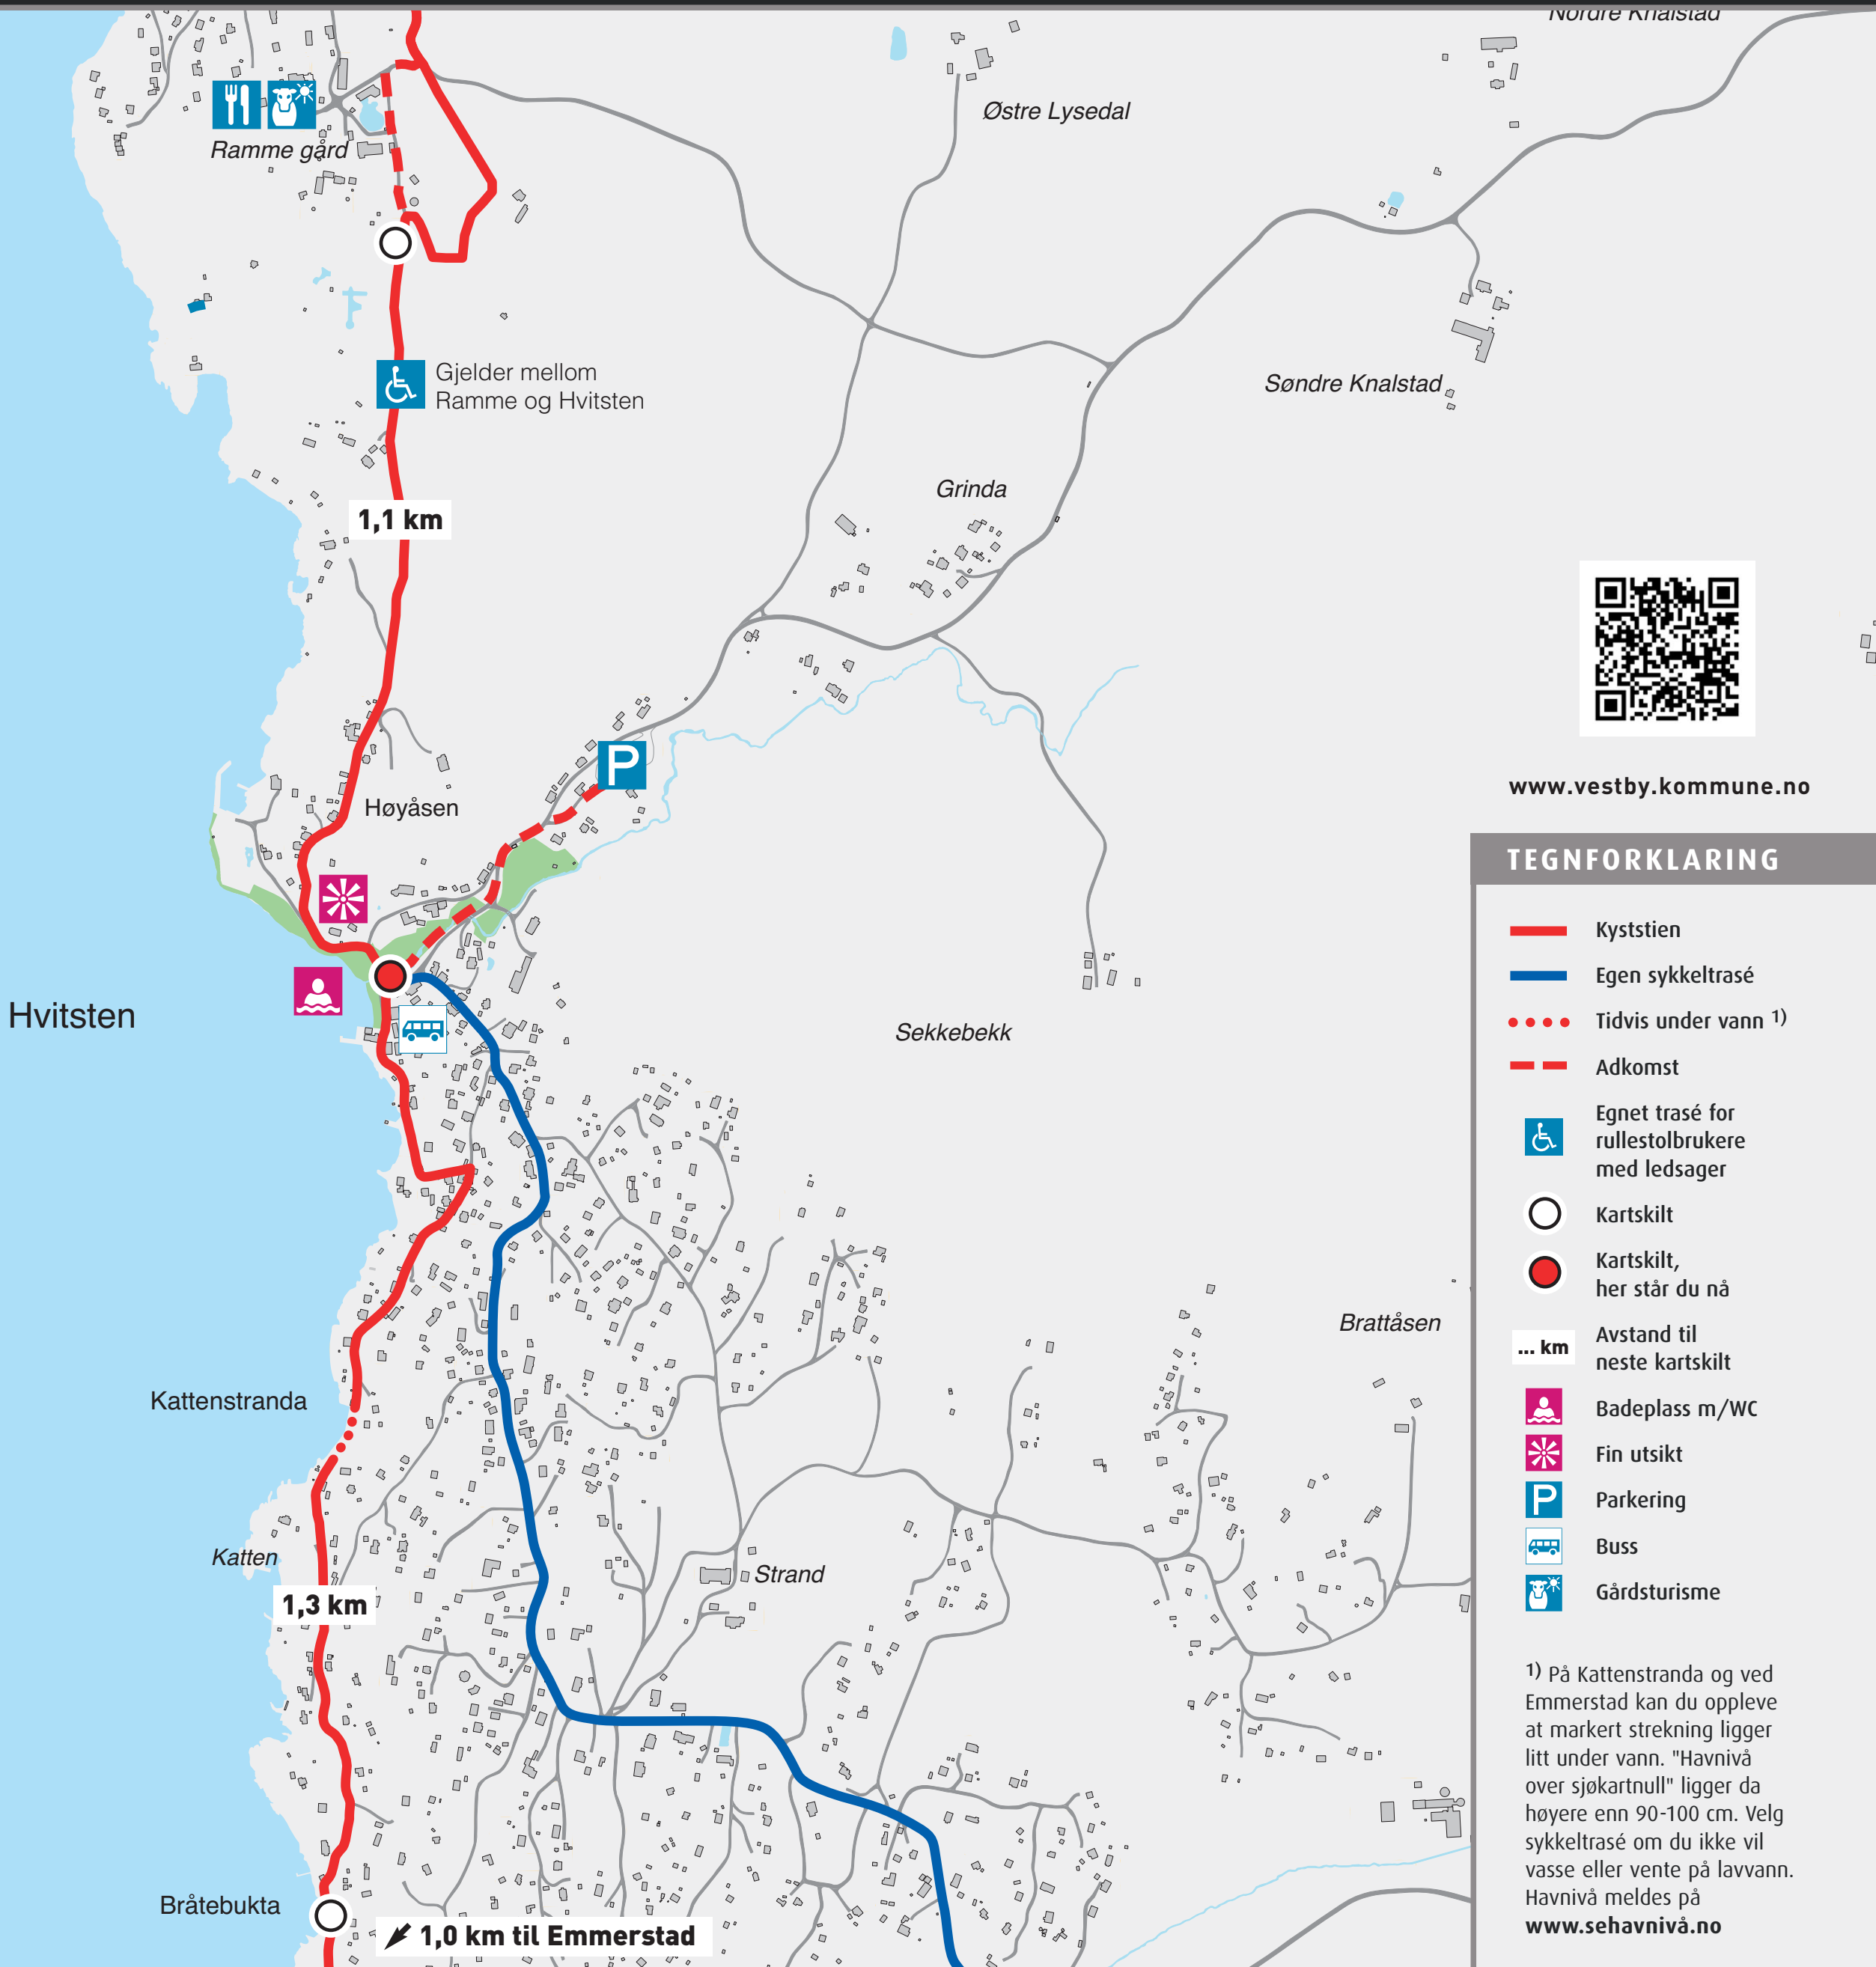 Nordre Knalstad
Østre Lysedal
Ramme gård
Gjelder mellom
Ramme og Hvitsten
Søndre Knalstad
Grinda
1,1 km
P
Høyåsen
Hvitsten
Sekkebekk
Brattåsen
Kattenstranda
Katten
Strand
1,3 km
Bråtebukta
1,0 km til Emmerstad
www.vestby.kommune.no
TEGNFORKLARING
Kyststien
Egen sykkeltrasé
Tidvis under vann 1)
Adkomst
Egnet trasé for
rullestolbrukere
med ledsager
Kartskilt
Kartskilt,
her står du nå
... km
Avstand til
neste kartskilt
Badeplass m/WC
Fin utsikt
P
Parkering
Buss
Gårdsturisme
1) På Kattenstranda og ved
Emmerstad kan du oppleve
at markert strekning ligger
litt under vann. "Havnivå
over sjøkartnull" ligger da
høyere enn 90-100 cm. Velg
sykkeltrasé om du ikke vil
vasse eller vente på lavvann.
Havnivå meldes på
www.sehavnivå.no